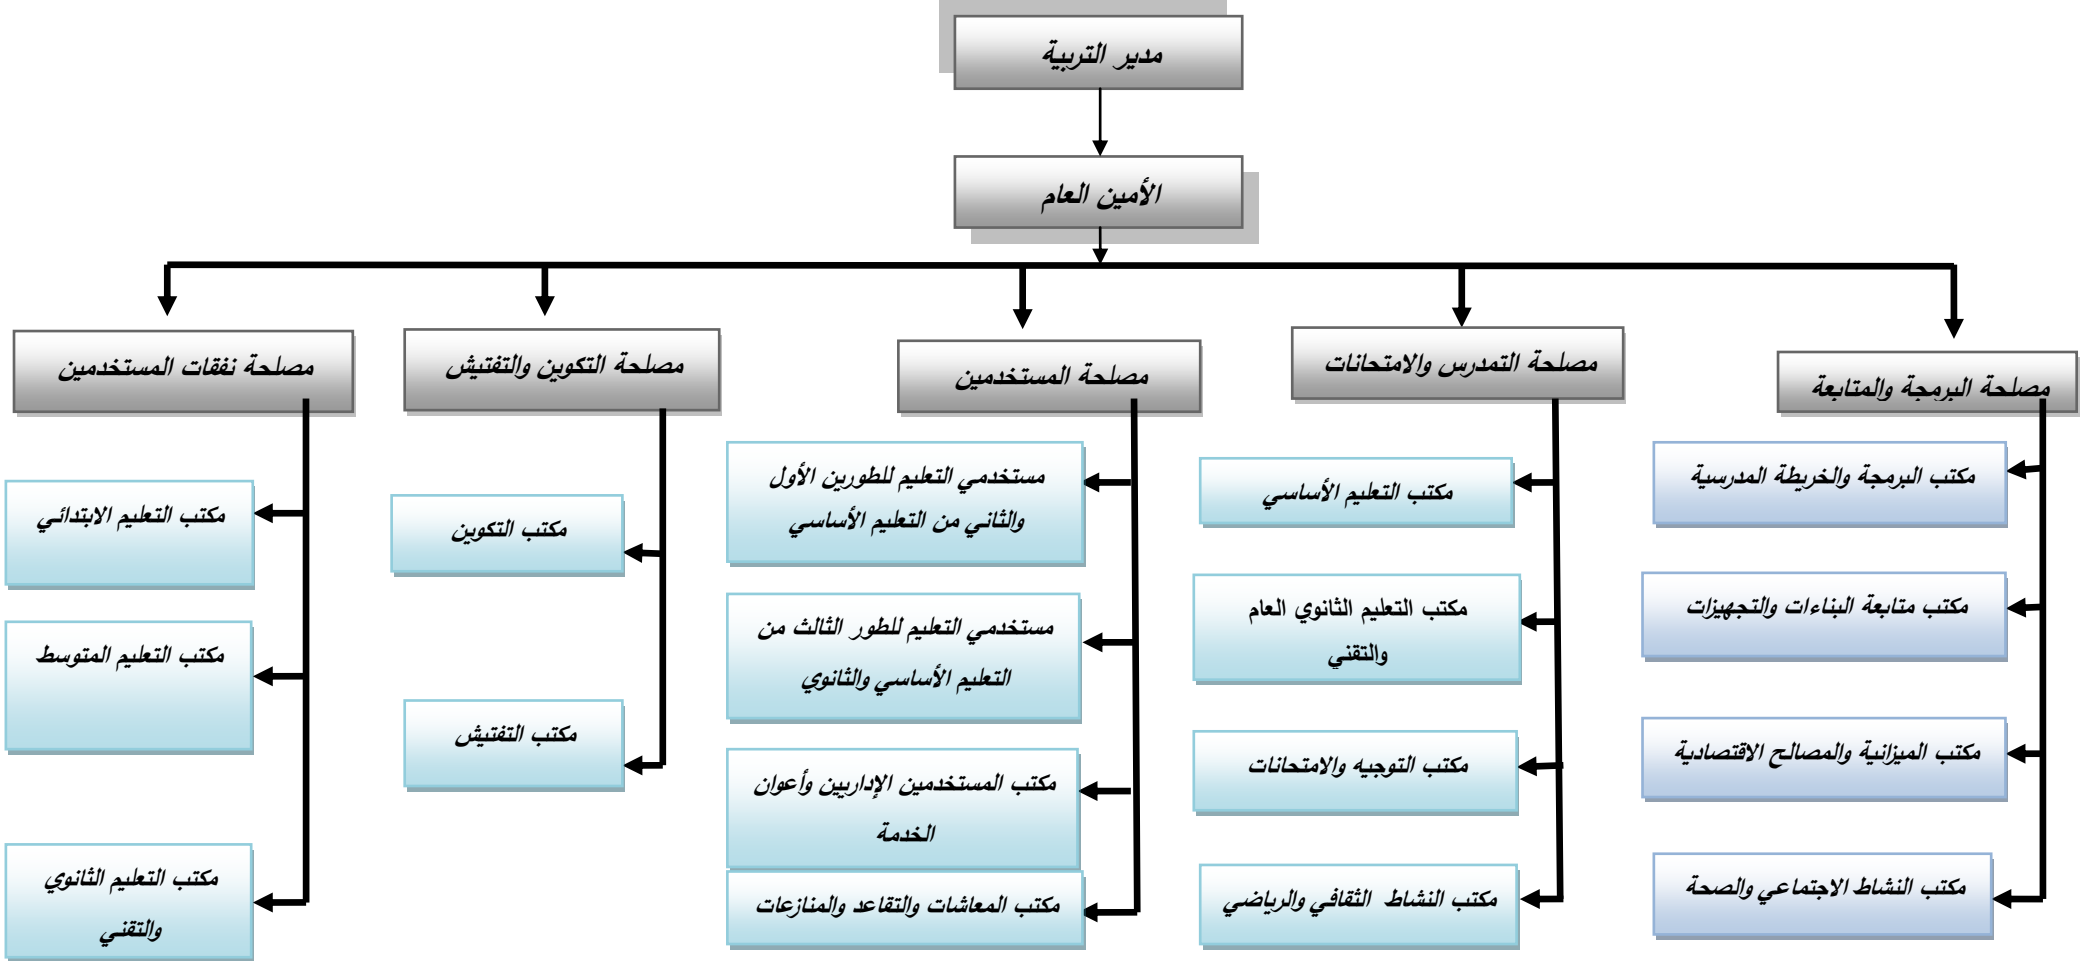 مدير التربية
الأمين العام
مصلحة البرمجة والمتابعة
مكتب البرمجة والخريطة المدرسية
مكتب متابعة البناءات والتجهيزات
مكتب الميزانية والمصالح الاقتصادية
مكتب النشاط الاجتماعي والصحة
مصلحة التمدرس والامتحانات
مكتب التعليم الأساسي
مكتب التعليم الثانوي العام
والتقني
مكتب التوجيه والامتحانات
مكتب النشاط الثقافي والرياضي
مصلحة المستخدمين
مستخدمي التعليم للطورين الأول
والثاني من التعليم الأساسي
مستخدمي التعليم للطور الثالث من
التعليم الأساسي والثانوي
مكتب المستخدمين الإداريين وأعوان
الخدمة
مكتب المعاشات والتقاعد والمنازعات
مصلحة التكوين والتفتيش
مكتب التكوين
مكتب التفتيش
مصلحة نفقات المستخدمين
مكتب التعليم الابتدائي
مكتب التعليم المتوسط
مكتب التعليم الثانوي
والتقني